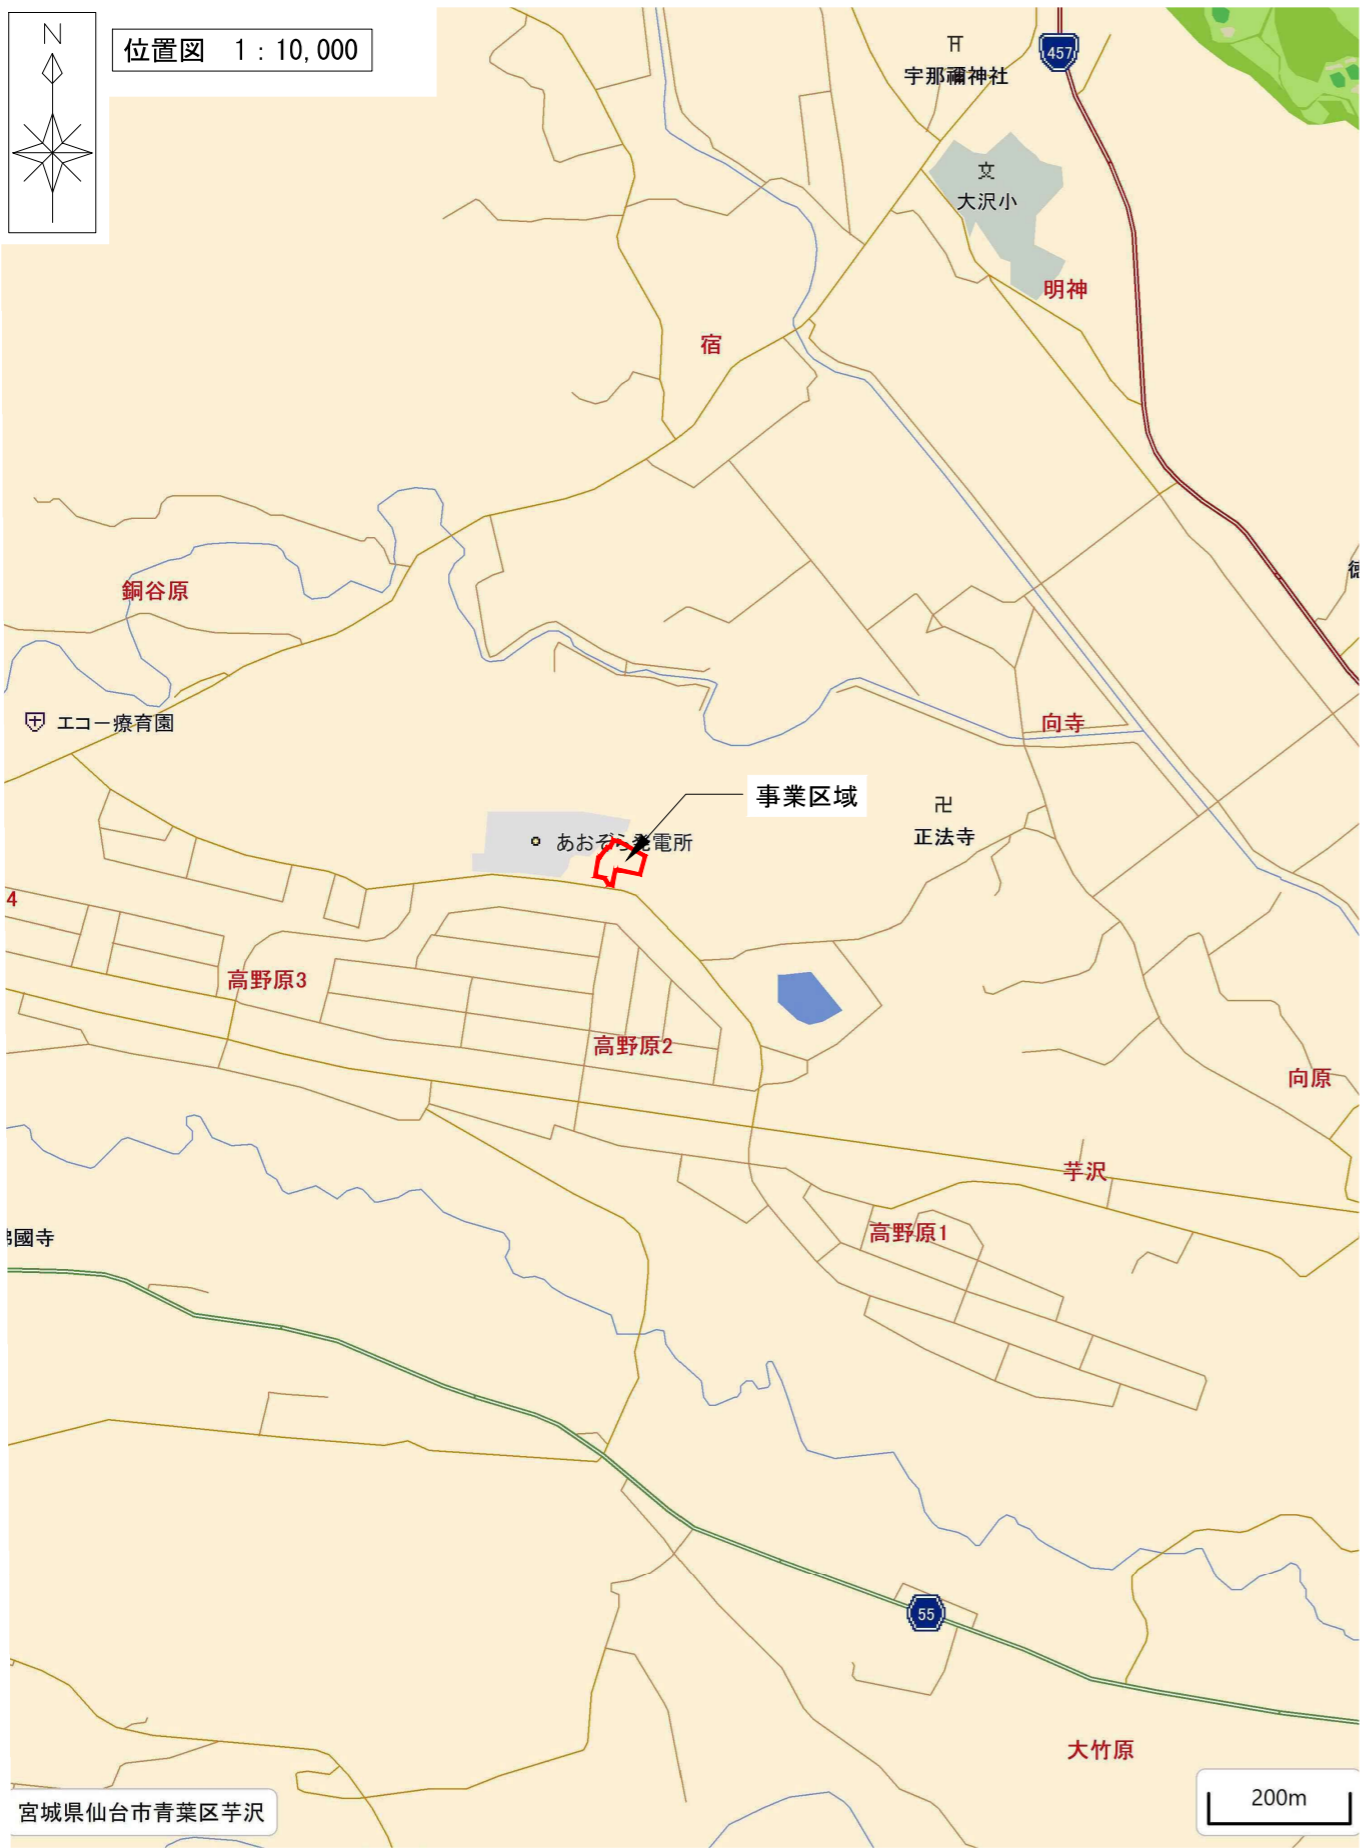 N
位置図 1:10,000
宇那禰神社
457
文
大沢小
明神
宿
銅谷原
エコー療育園
向寺
事業区域
あおぞら発電所
正法寺
4
高野原3
高野原2
向原
芋沢
高野原1
國寺
55
大竹原
宮城県仙台市青葉区芋沢
200m